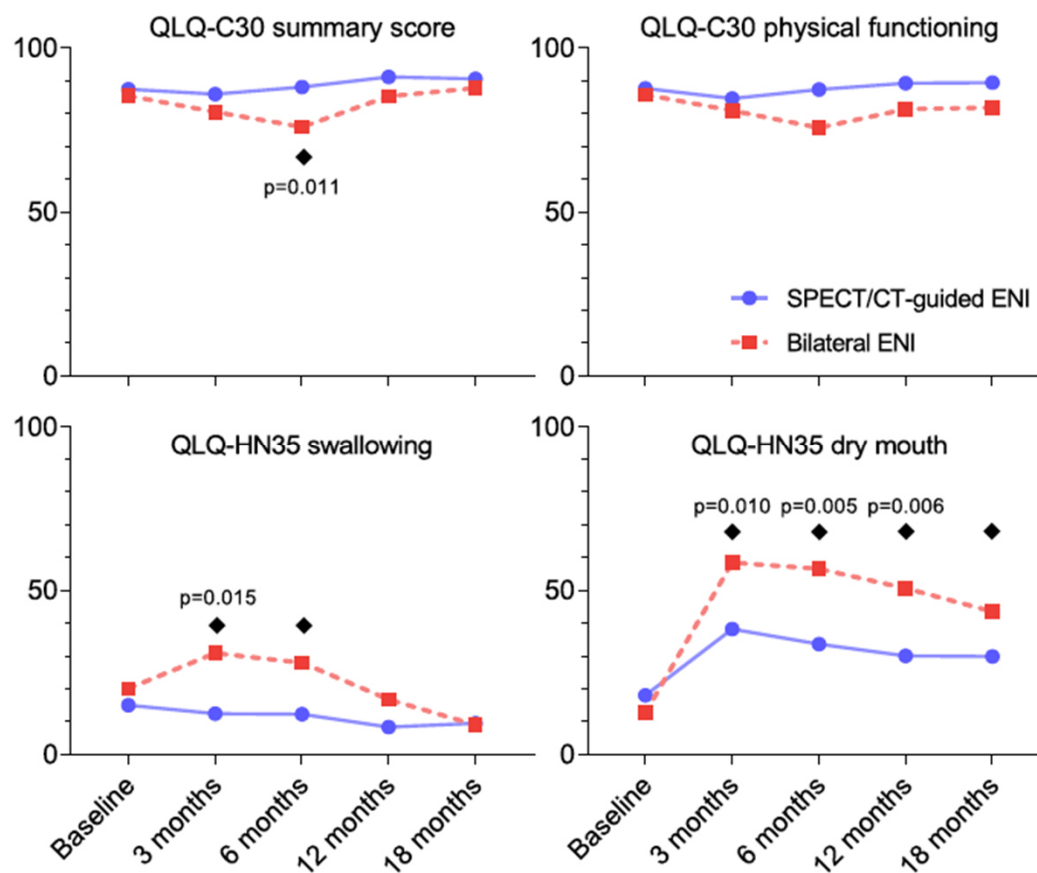 QLQ-C30 summary score
100
50
0
p=0.011
QLQ-C30 physical functioning
100
50
0
SPECT/CT-guided ENI
Bilateral ENI
QLQ-HN35 swallowing
100
50
0
p=0.015
Baseline
3 months
6 months
12 months
18 months
QLQ-HN35 dry mouth
100
50
0
p=0.010 p=0.005 p=0.006
Baseline
3 months
6 months
12 months
18 months